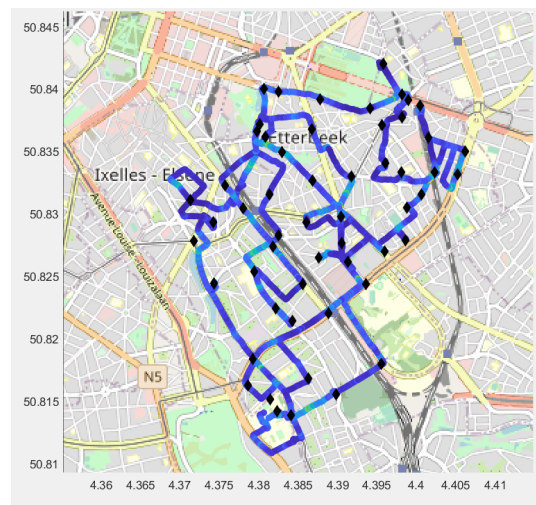 50.845
50.84
Etterbeek
50.835
Ixelles - Elsene
50.83
Avenue Louise - Louizalaan
50.825
50.82
N5
50.815
50.81
4.36 4.365 4.37 4.375 4.38 4.385 4.39 4.395 4.4 4.405 4.41